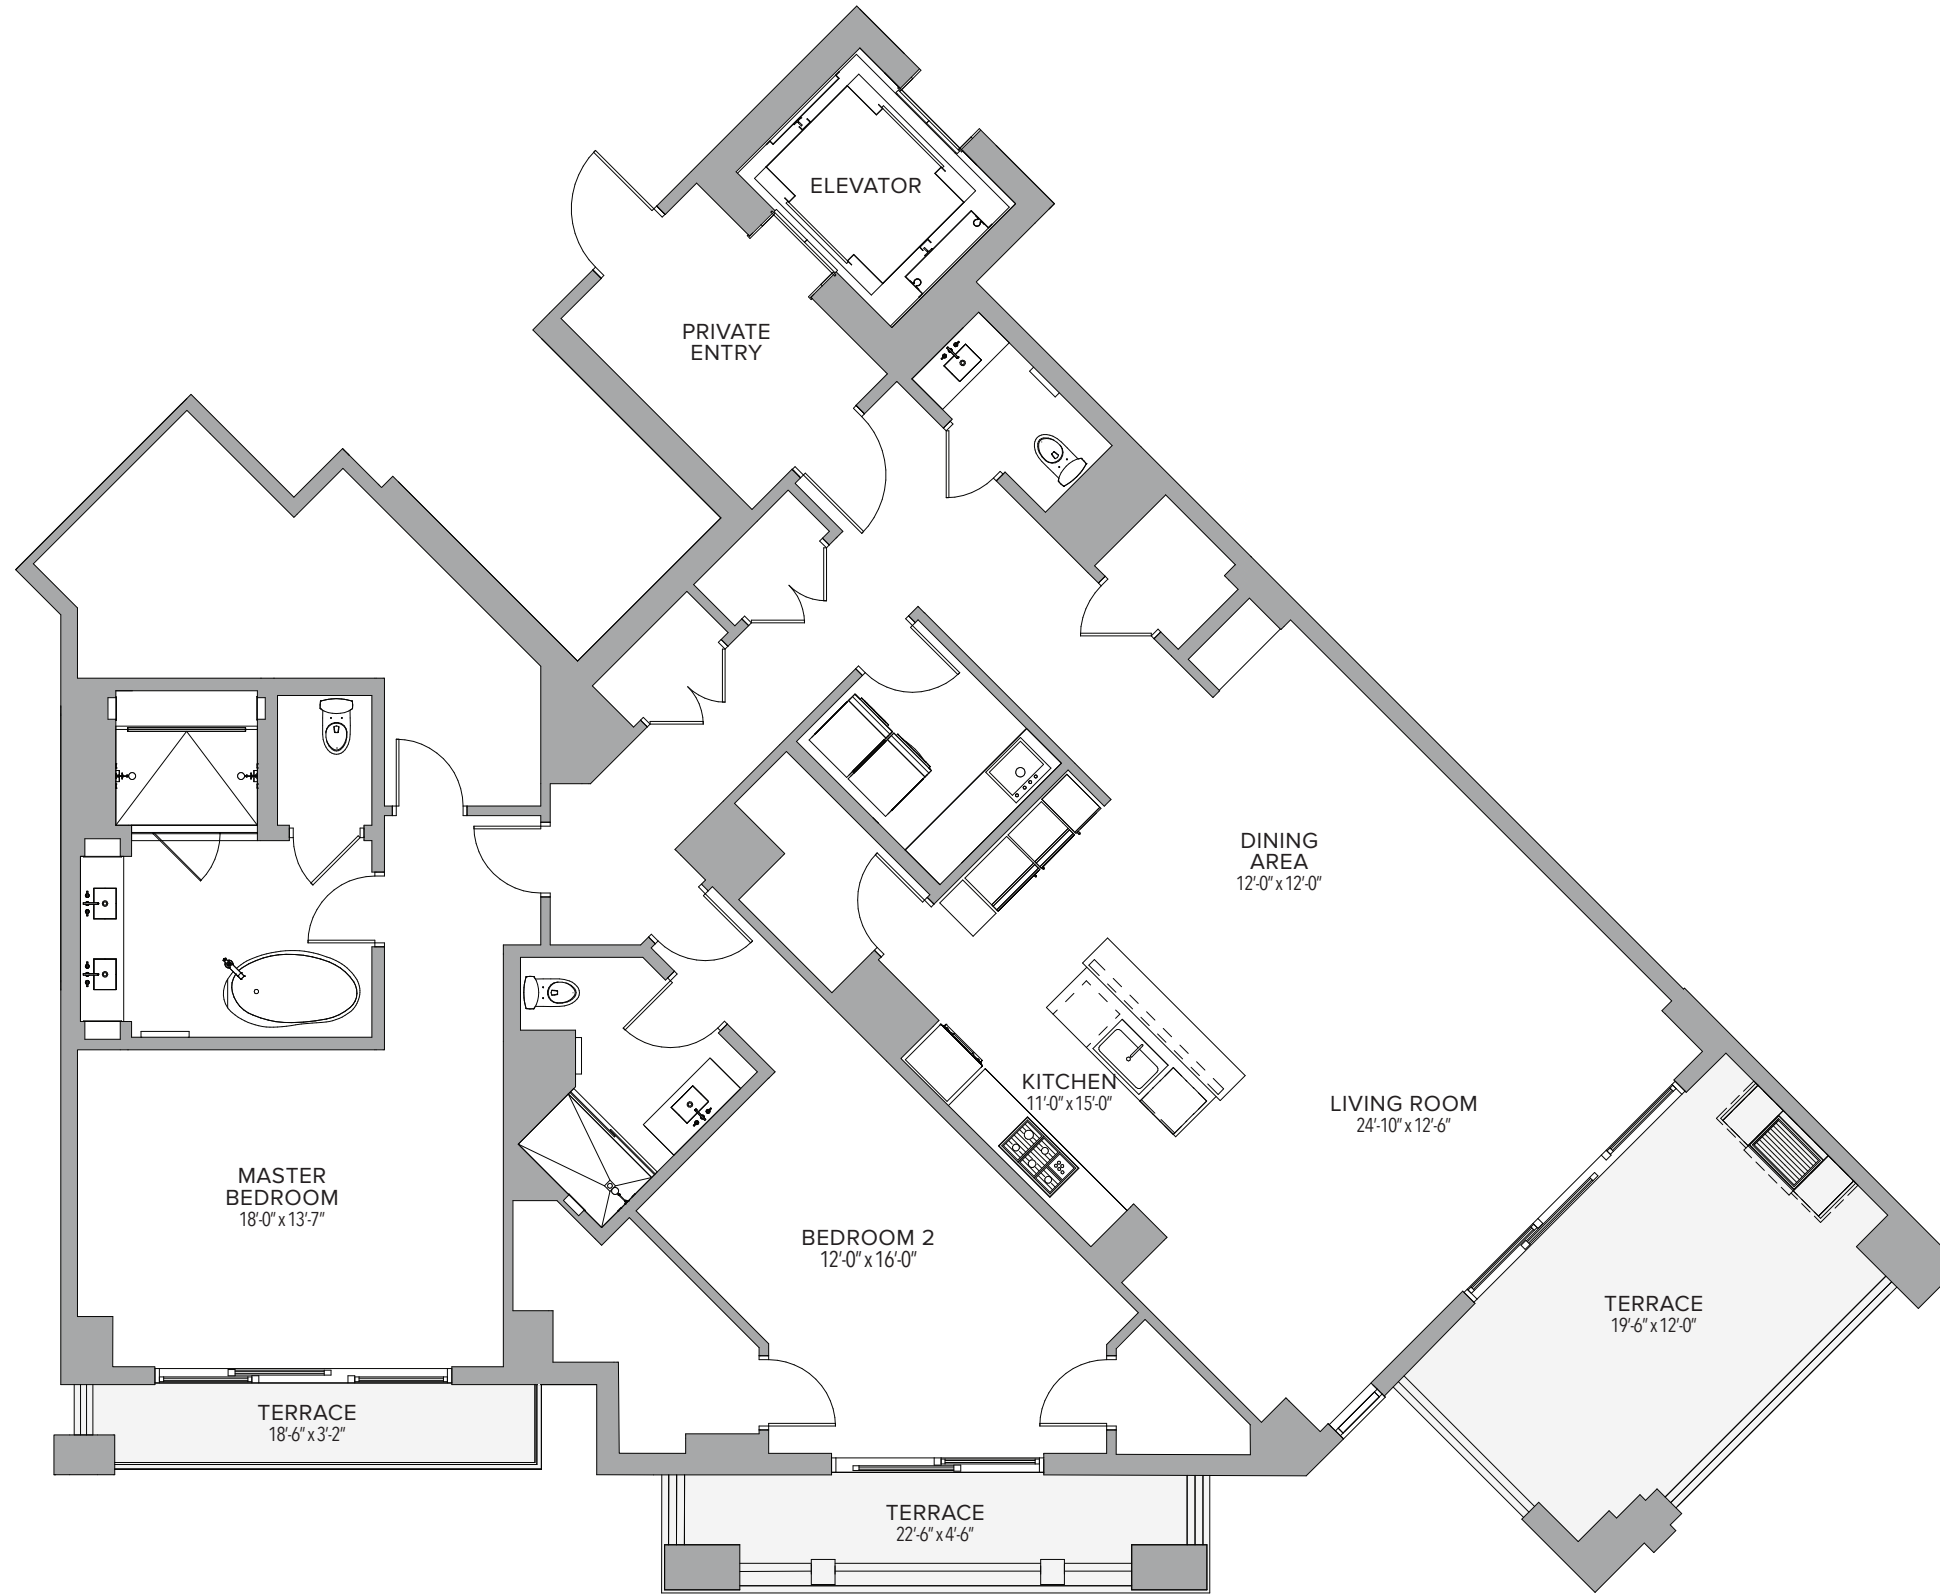 ELEVATOR
PRIVATE
ENTRY
DINING
AREA
12'-0" x 12'-0"
KITCHEN
11'-0" x 15'-0"
LIVING ROOM
24'-10" x 12'-6"
MASTER
BEDROOM
18'-0" x 13'-7"
BEDROOM 2
12'-0" x 16'-0"
TERRACE
19'-6" x 12'-0"
TERRACE
18'-6" x 3'-2"
TERRACE
22'-6" x 4'-6"